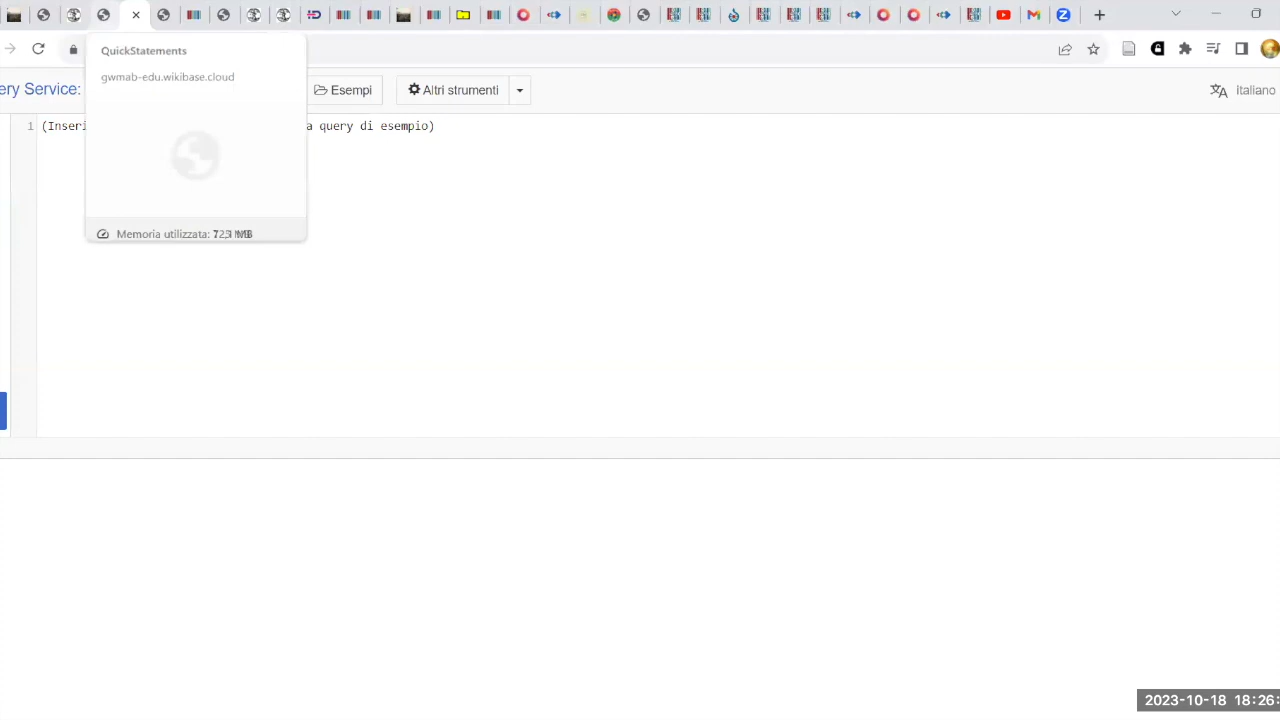 QuickStatements
gwmab-edu.wikibase.cloud
Memoria utilizzata:
ery Service:
Esempi
Altri strumenti
Italiano
1
(Inseri
a query di esempio)
2023-10-18 18:26: